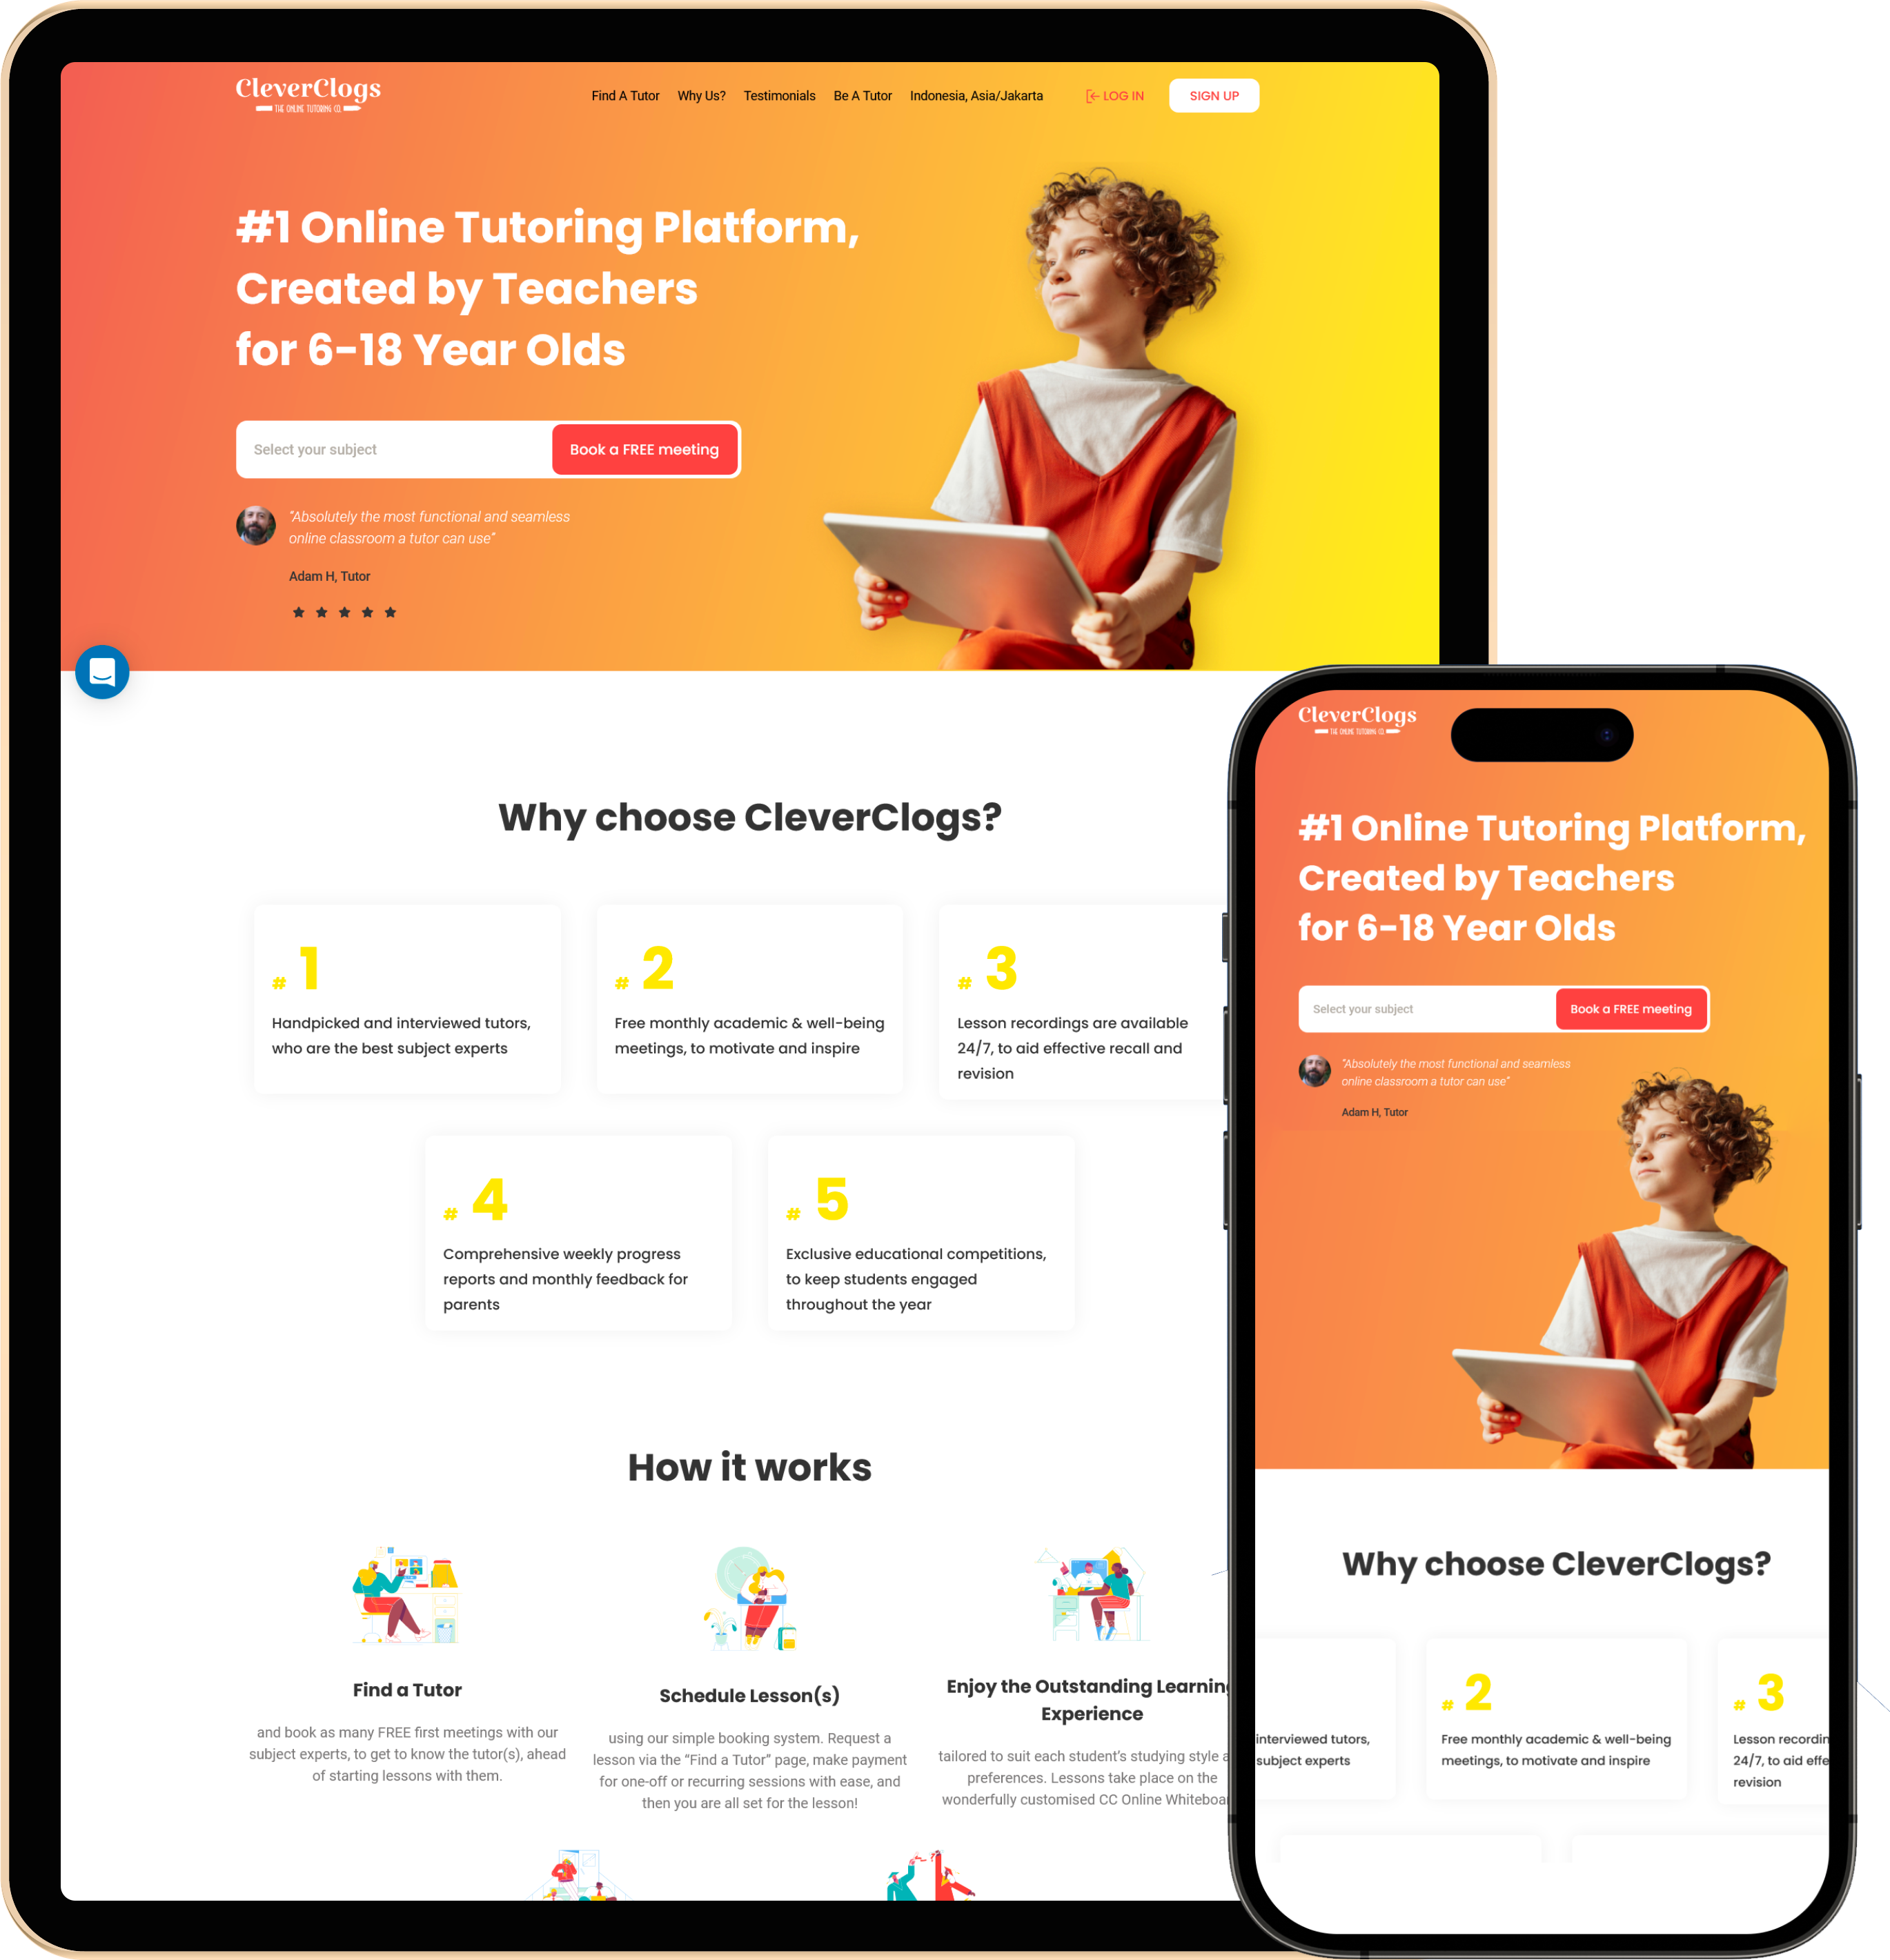 CleverClogs
THE ONLINE TUTORING CO.
Find A Tutor Why Us? Testimonials Be A Tutor Indonesia, Asia/Jakarta LOG IN SIGN UP
#1 Online Tutoring Platform,
Created by Teachers
for 6-18 Year Olds
Select your subject Book a FREE meeting
“Absolutely the most functional and seamless
online classroom a tutor can use”
Adam H, Tutor
Why choose CleverClogs?
# 1
Handpicked and interviewed tutors,
who are the best subject experts
# 2
Free monthly academic & well-being
meetings, to motivate and inspire
# 3
Lesson recordings are available
24/7, to aid effective recall and
revision
# 4
Comprehensive weekly progress
reports and monthly feedback for
parents
# 5
Exclusive educational competitions,
to keep students engaged
throughout the year
How it works
Find a Tutor
and book as many FREE first meetings with our
subject experts, to get to know the tutor(s), ahead
of starting lessons with them.
Schedule Lesson(s)
using our simple booking system. Request a
lesson via the “Find a Tutor” page, make payment
for one-off or recurring sessions with ease, and
then you are all set for the lesson!
Enjoy the Outstanding Learning
Experience
tailored to suit each student’s studying style a
preferences. Lessons take place on the
wonderfully customised CC Online Whiteboar
CleverClogs
THE ONLINE TUTORING CO.
#1 Online Tutoring Platform,
Created by Teachers
for 6-18 Year Olds
Select your subject Book a FREE meeting
“Absolutely the most functional and seamless
online classroom a tutor can use”
Adam H, Tutor
Why choose CleverClogs?
interviewed tutors,
subject experts
# 2
Free monthly academic & well-being
meetings, to motivate and inspire
# 3
Lesson recordin
24/7, to aid effe
revision